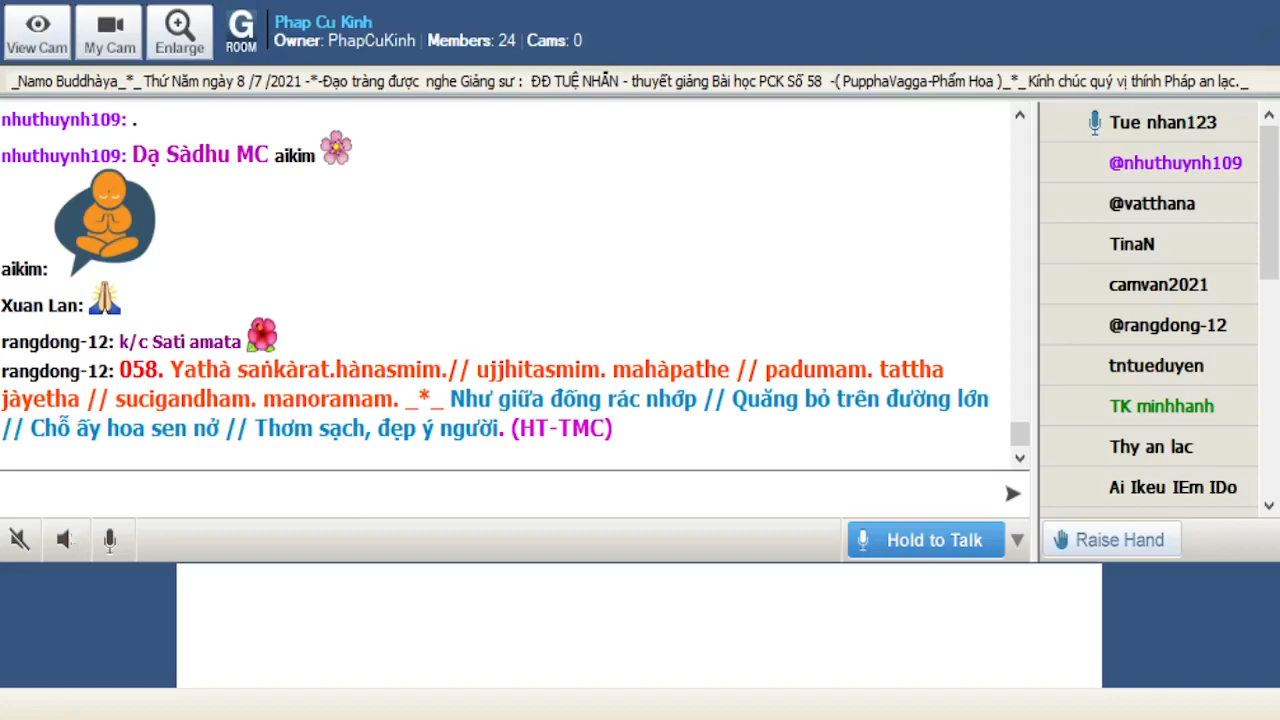 View Cam
My Cam
Enlarge
G
ROOM
Phap Cu Kinh
Owner: PhapCuKinh | Members: 24 | Cams: 0
_Namo Buddhàya_*_ Thứ Năm ngày 8 /7 /2021 -*-Đạo tràng được nghe Giảng sư : ĐĐ TUỆ NHẪN - thuyết giảng Bài học PCK Số 58 -( PupphaVagga-Phẩm Hoa )_*_ Kính chúc quý vị thính Pháp an lạc._
nhuthuynh109: .
nhuthuynh109: Dạ Sàdhu MC aikim
aikim:
Xuan Lan:
rangdong-12: k/c Sati amata
rangdong-12: 058. Yathà saṅkàrat.hànasmim.// ujjhitasmim. mahàpathe // padumam. tattha
jàyetha // sucigandham. manoramam. _*_ Như giữa đống rác nhớp // Quăng bỏ trên đường lớn
// Chỗ ấy hoa sen nở // Thơm sạch, đẹp ý người. (HT-TMC)
Tue nhan123
@nhuthuynh109
@vatthana
TinaN
camvan2021
@rangdong-12
tntueduyen
TK minhhanh
Thy an lac
Ai Ikeu IEm IDo
Hold to Talk
Raise Hand